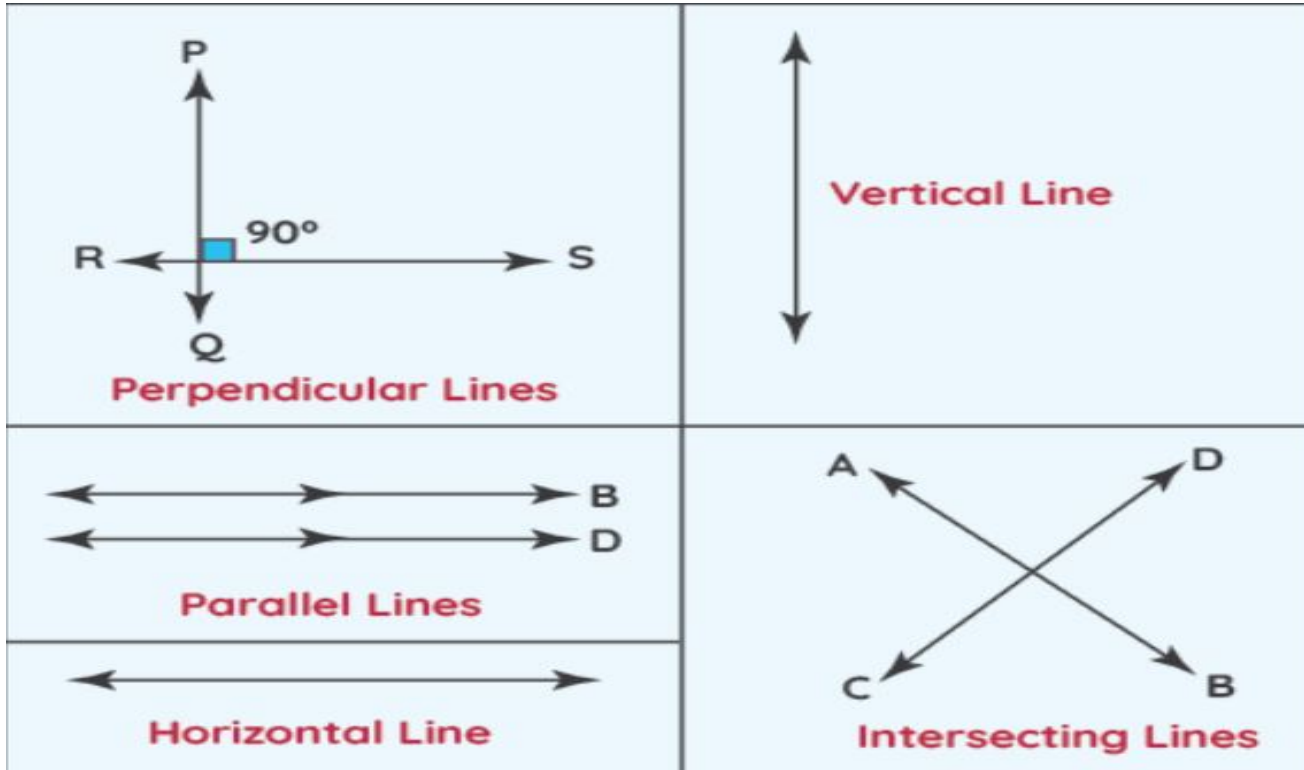 P
90°
R
S
Q
Perpendicular Lines
Vertical Line
B
D
Parallel Lines
Horizontal Line
A
D
C
B
Intersecting Lines